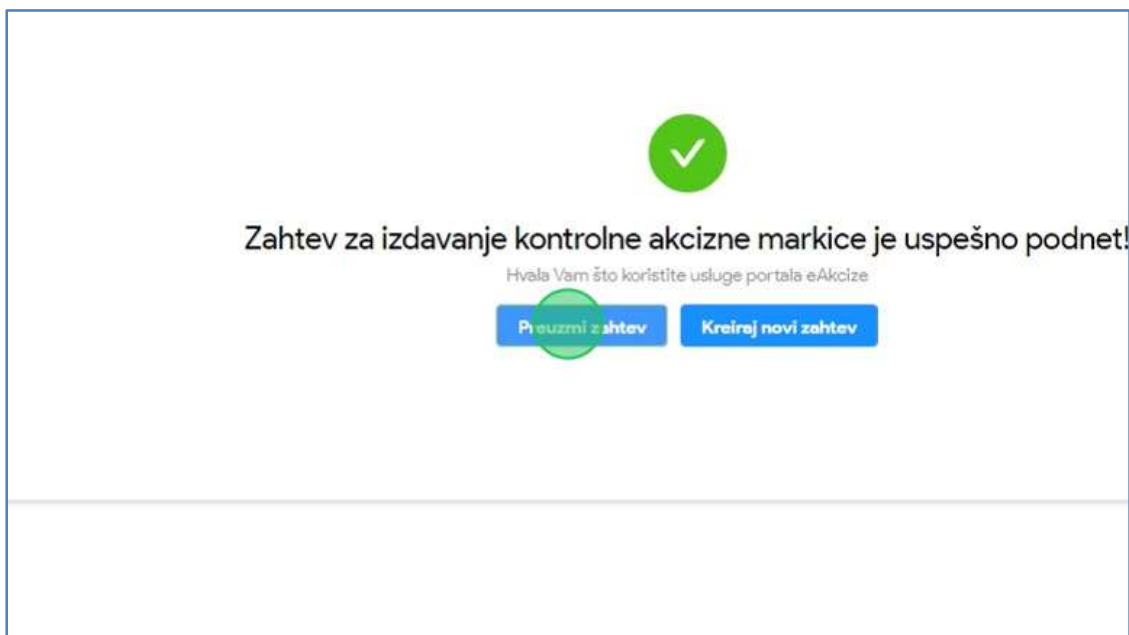 Zahtev za izdavanje kontrolne akcizne markice je uspešno podnet!
Hvala Vam što koristite usluge portala eAkcize
Preuzmi zahtev
Kreiraj novi zahtev